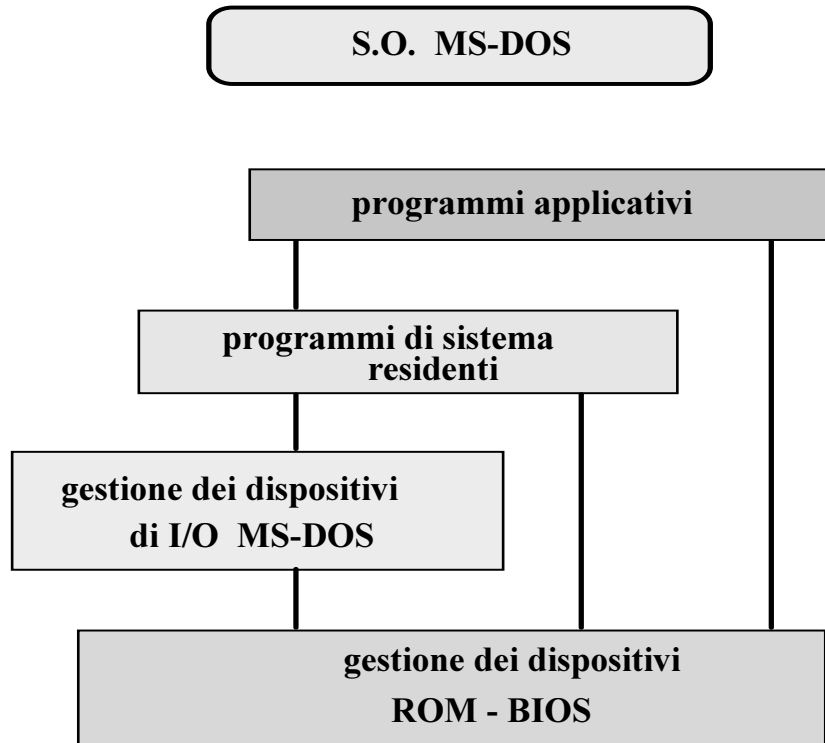 S.O. MS-DOS
programmi applicativi
programmi di sistema
residenti
gestione dei dispositivi
di I/O MS-DOS
gestione dei dispositivi
ROM - BIOS